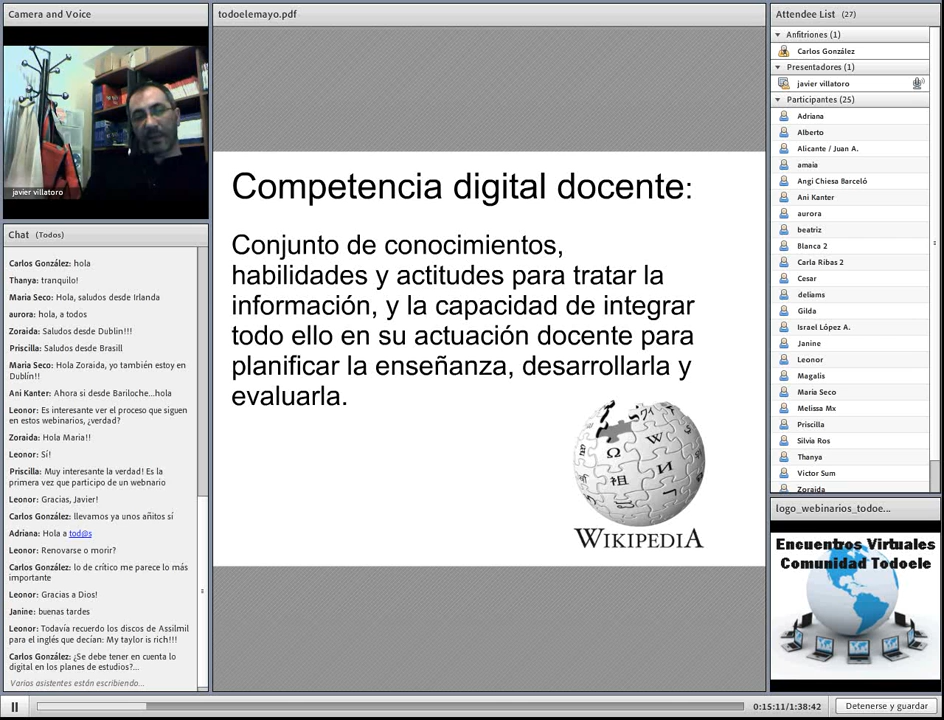 Camera and Voice
javier villatoro
Chat (Todos)
Carlos González: hola
Thanya: tranquilo!
Maria Seco: Hola, saludos desde Irlanda
aurora: hola, a todos
Zoraida: Saludos desde Dublin!!!
Priscilla: Saludos desde Brasill
Maria Seco: Hola Zoraida, yo también estoy en
Dublín!!
Ani Kanter: Ahora si desde Bariloche...hola
Leonor: Es interesante ver el proceso que siguen
en estos webinarios, ¿verdad?
Zoraida: Hola Maria!!
Leonor: Sí!
Priscilla: Muy interesante la verdad! Es la
primera vez que participo de un webnario
Leonor: Gracias, Javier!
Carlos González: llevamos ya unos añitos sí
Adriana: Hola a tod@s
Leonor: Renovarse o morir?
Carlos González: lo de crítico me parece lo más
importante
Leonor: Gracias a Dios!
Janine: buenas tardes
Leonor: Todavía recuerdo los discos de Assilmil
para el inglés que decían: My taylor is rich!!!
Carlos González: ¿Se debe tener en cuenta lo
digital en los planes de estudios?...
Varios asistentes están escribiendo...
todoelemayo.pdf
Competencia digital docente:
Conjunto de conocimientos,
habilidades y actitudes para tratar la
información, y la capacidad de integrar
todo ello en su actuación docente para
planificar la enseñanza, desarrollarla y
evaluarla.
Ω W И 祖
WIKIPEDIA
Attendee List (27)
Anfitriones (1)
Carlos González
Presentadores (1)
javier villatoro
Participantes (25)
Adriana
Alberto
Alicante / Juan A.
amaia
Angi Chiesa Barceló
Ani Kanter
aurora
beatriz
Blanca 2
Carla Ribas 2
Cesar
deliams
Gilda
Israel López A.
Janine
Leonor
Magalis
Maria Seco
Melissa Mx
Priscilla
Silvia Ros
Thanya
Victor Sum
Zoraida
logo_webinarios_todoe...
Encuentros Virtuales
Comunidad Todoele
0:15:11/1:38:42
Detenerse y guardar